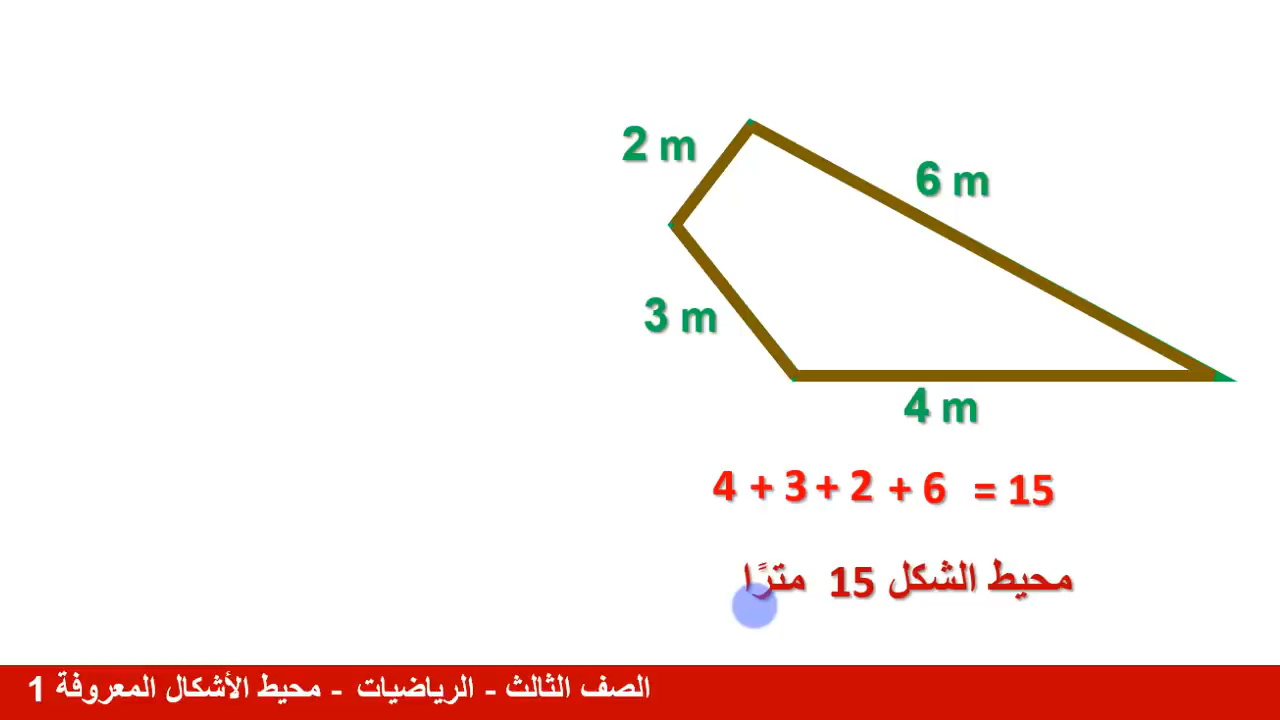 2 m
6 m
3 m
4 m
4 + 3 + 2 + 6 = 15
محيط الشكل 15 مترًا
الصف الثالث - الرياضيات - محيط الأشكال المعروفة 1